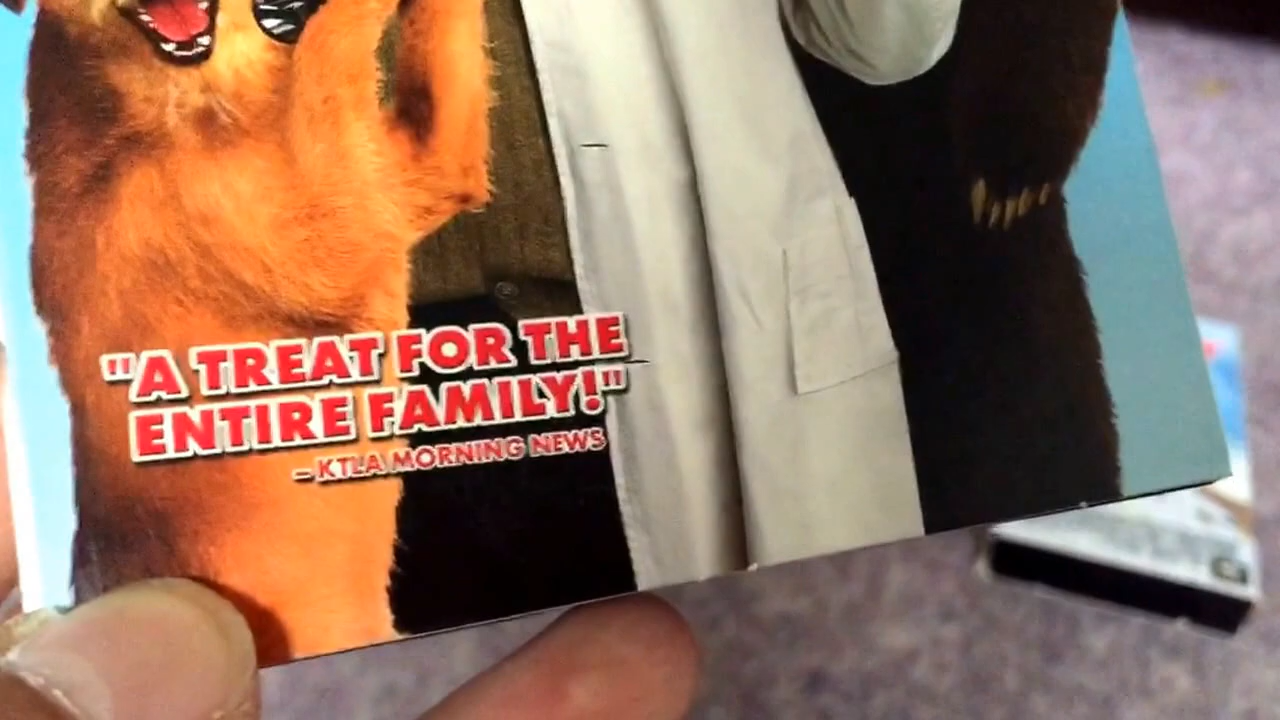 "A TREAT FOR THE
ENTIRE FAMILY!"
– KTLA MORNING NEWS